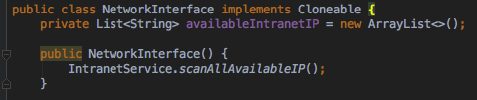 public class NetworkInterface implements Cloneable {
private List<String> availableIntranetIP = new ArrayList<>();
public NetworkInterface() {
IntranetService.scanAllAvailableIP();
}